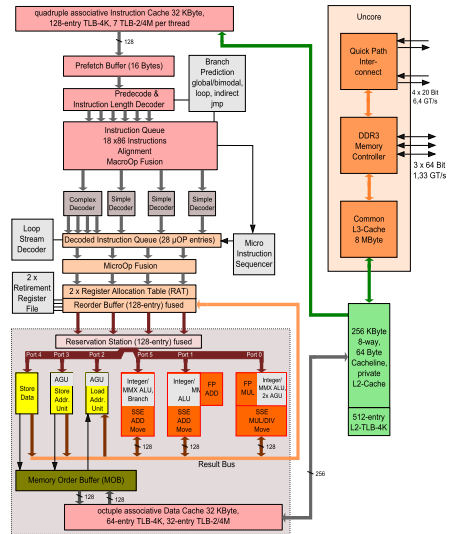 quadruple associative Instruction Cache 32 KByte,
128-entry TLB-4K, 7 TLB-2/4M per thread
128
Prefetch Buffer (16 Bytes)
Predecode &
Instruction Length Decoder
Branch
Prediction
global/bimodal,
loop, indirect
jmp
Instruction Queue
18 x86 Instructions
Alignment
MacroOp Fusion
Complex
Decoder
Simple
Decoder
Simple
Decoder
Simple
Decoder
Loop
Stream
Decoder
Decoded Instruction Queue (28 µOP entries)
Micro
Instruction
Sequencer
MicroOp Fusion
2 x
Retirement
Register
File
2 x Register Allocation Table (RAT)
Reorder Buffer (128-entry) fused
Reservation Station (128-entry) fused
Port 4
Port 3
Port 2
Port 5
Port 1
Port 0
Store
Data
AGU
Store
Addr.
Unit
AGU
Load
Addr.
Unit
Integer/
MMX ALU,
Branch
SSE
ADD
Move
Integer/
MM
ALU
FP
ADD
SSE
ADD
Move
FP
MUL
Integer/
MMX ALU,
2x AGU
SSE
MUL/DIV
Move
128
128
128
Result Bus
Memory Order Buffer (MOB)
128
128
octuple associative Data Cache 32 KByte,
64-entry TLB-4K, 32-entry TLB-2/4M
256
Uncore
Quick Path
Inter-
connect
4 x 20 Bit
6,4 GT/s
DDR3
Memory
Controller
3 x 64 Bit
1,33 GT/s
Common
L3-Cache
8 MByte
256 KByte
8-way,
64 Byte
Cacheline,
private
L2-Cache
512-entry
L2-TLB-4K